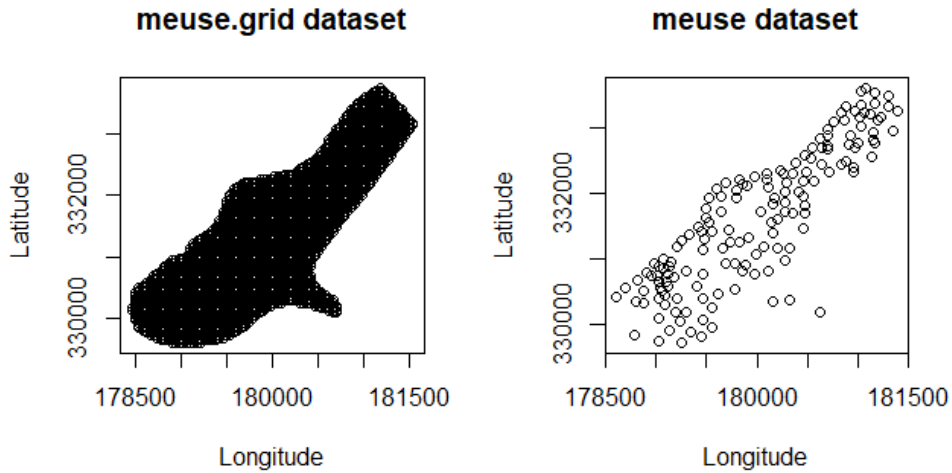 meuse.grid dataset
Latitude
332000
330000
178500 180000 181500
Longitude
meuse dataset
Latitude
332000
330000
178500 180000 181500
Longitude